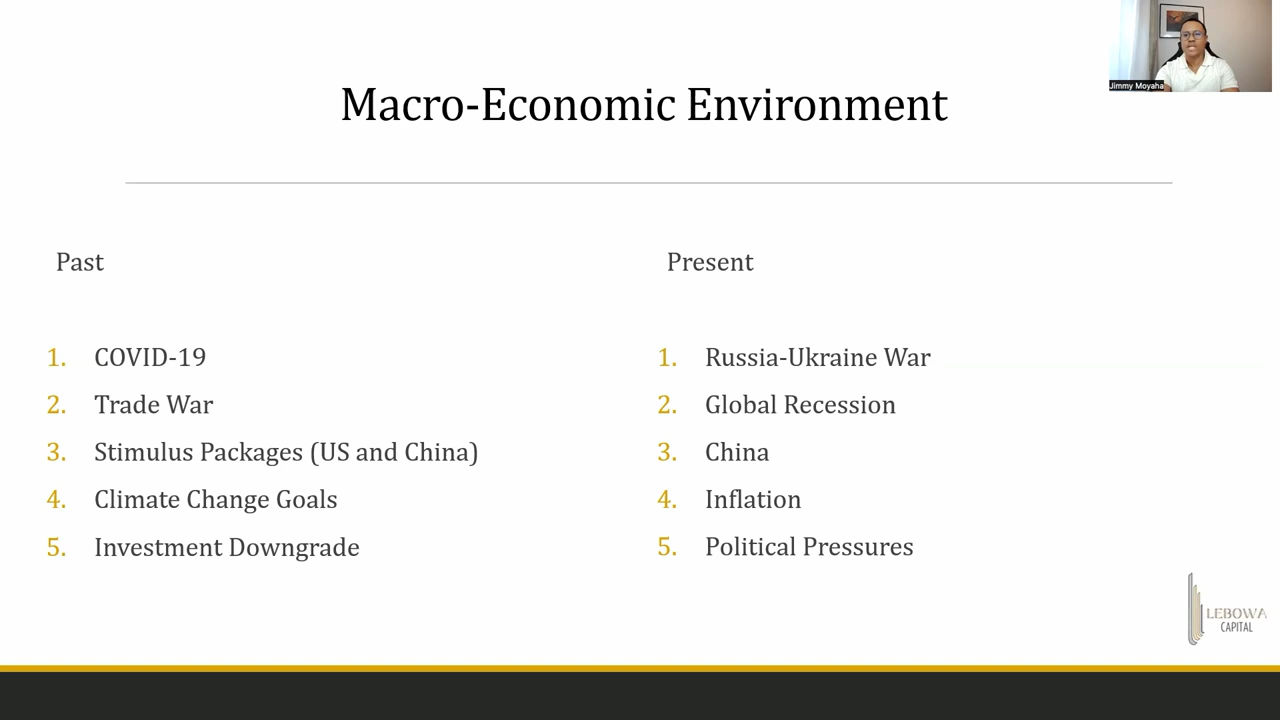 Jimmy Moyaha
Macro-Economic Environment
Past
1. COVID-19
2. Trade War
3. Stimulus Packages (US and China)
4. Climate Change Goals
5. Investment Downgrade
Present
1. Russia-Ukraine War
2. Global Recession
3. China
4. Inflation
5. Political Pressures
LEBOWA
CAPITAL